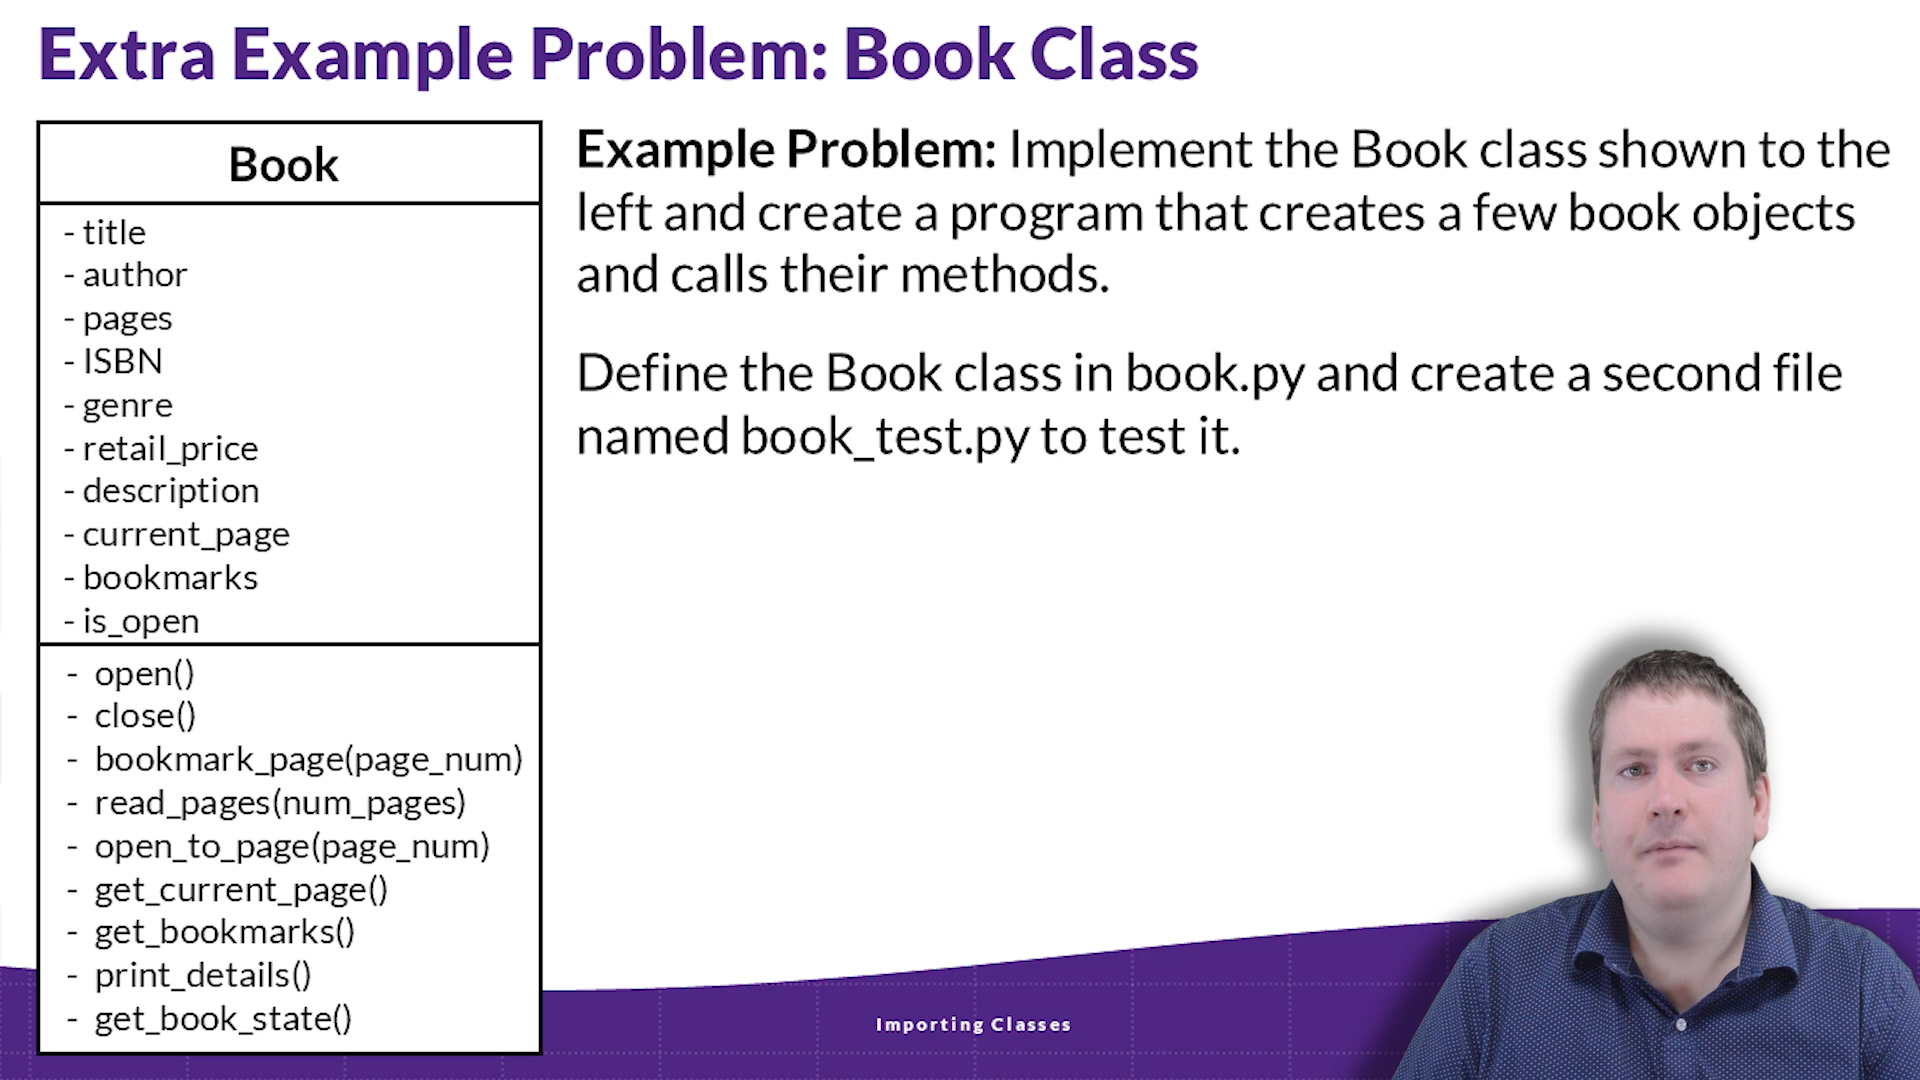 Extra Example Problem: Book Class
Book
- title
- author
- pages
- ISBN
- genre
- retail_price
- description
- current_page
- bookmarks
- is_open
- open()
- close()
- bookmark_page(page_num)
- read_pages(num_pages)
- open_to_page(page_num)
- get_current_page()
- get_bookmarks()
- print_details()
- get_book_state()
Example Problem: Implement the Book class shown to the
left and create a program that creates a few book objects
and calls their methods.
Define the Book class in book.py and create a second file
named book_test.py to test it.
Importing Classes